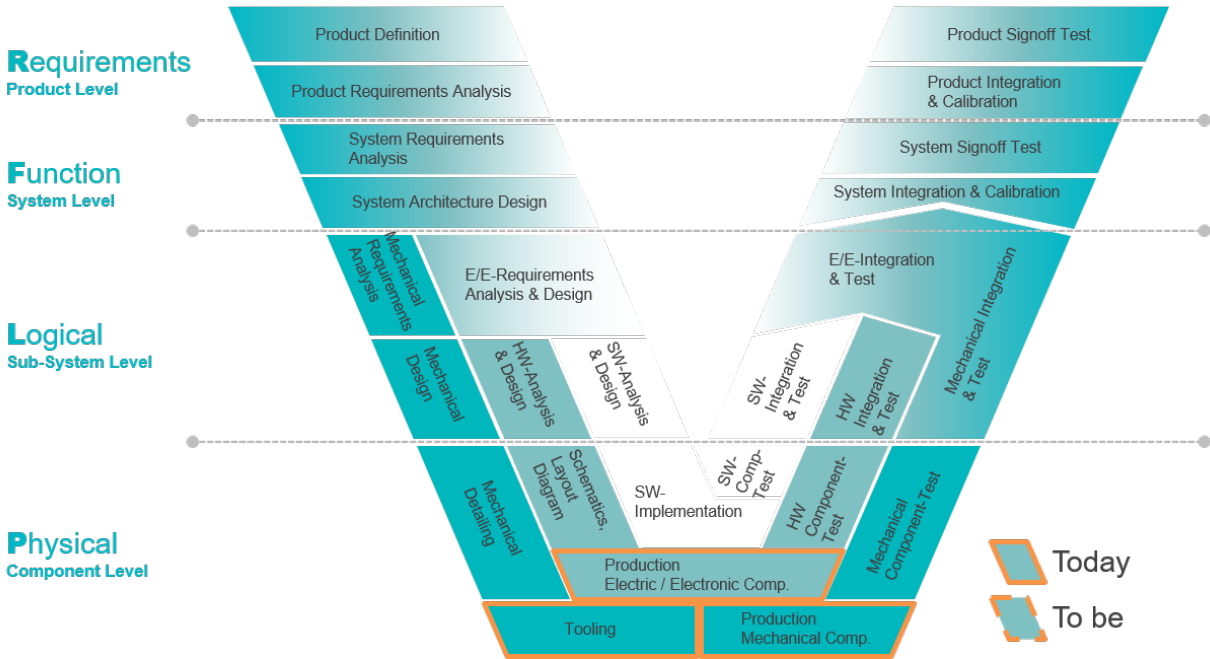 Requirements
Product Level
Function
System Level
Logical
Sub-System Level
Physical
Component Level
Product Definition
Product Requirements Analysis
System Requirements
Analysis
System Architecture Design
Mechanical
Requirements
Analysis
E/E-Requirements
Analysis & Design
Mechanical
Design
HW-Analysis
& Design
SW-Analysis
& Design
Mechanical
Detailing
Schematics,
Layout
Diagram
SW-
Implementation
Production
Electric / Electronic Comp.
Tooling
Production
Mechanical Comp.
SW-
Comp-
Test
HW
Component-
Test
Mechanical
Component-Test
SW-
Integration
& Test
HW
Integration
& Test
Mechanical Integration
& Test
E/E-Integration
& Test
System Integration & Calibration
System Signoff Test
Product Integration
& Calibration
Product Signoff Test
Today
To be